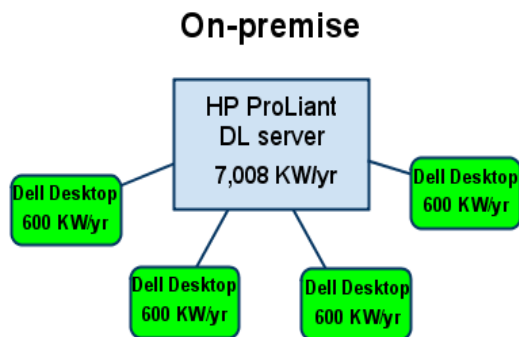 On-premise
HP ProLiant
DL server
7,008 KW/yr
Dell Desktop
600 KW/yr
Dell Desktop
600 KW/yr
Dell Desktop
600 KW/yr
Dell Desktop
600 KW/yr